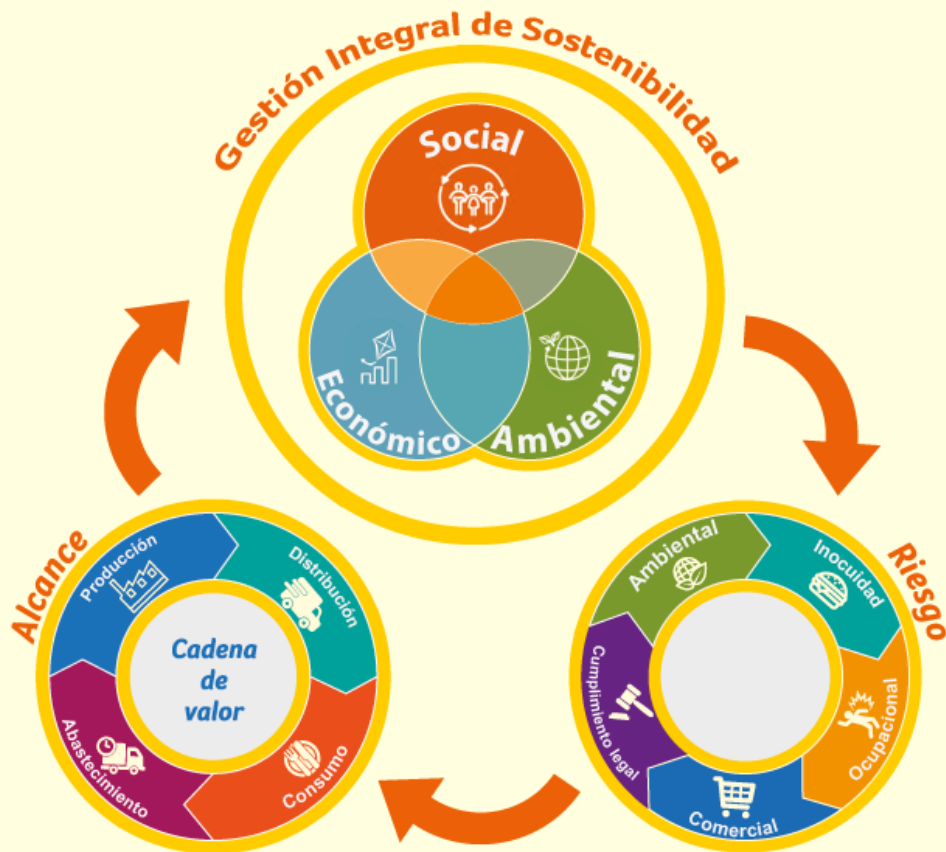 Gestión Integral de Sostenibilidad
Social
Económico
Ambiental
Alcance
Producción
Distribución
Cadena
de
valor
Abastecimiento
Consumo
Riesgo
Ambiental
Inocuidad
Cumplimiento legal
Ocupacional
Comercial